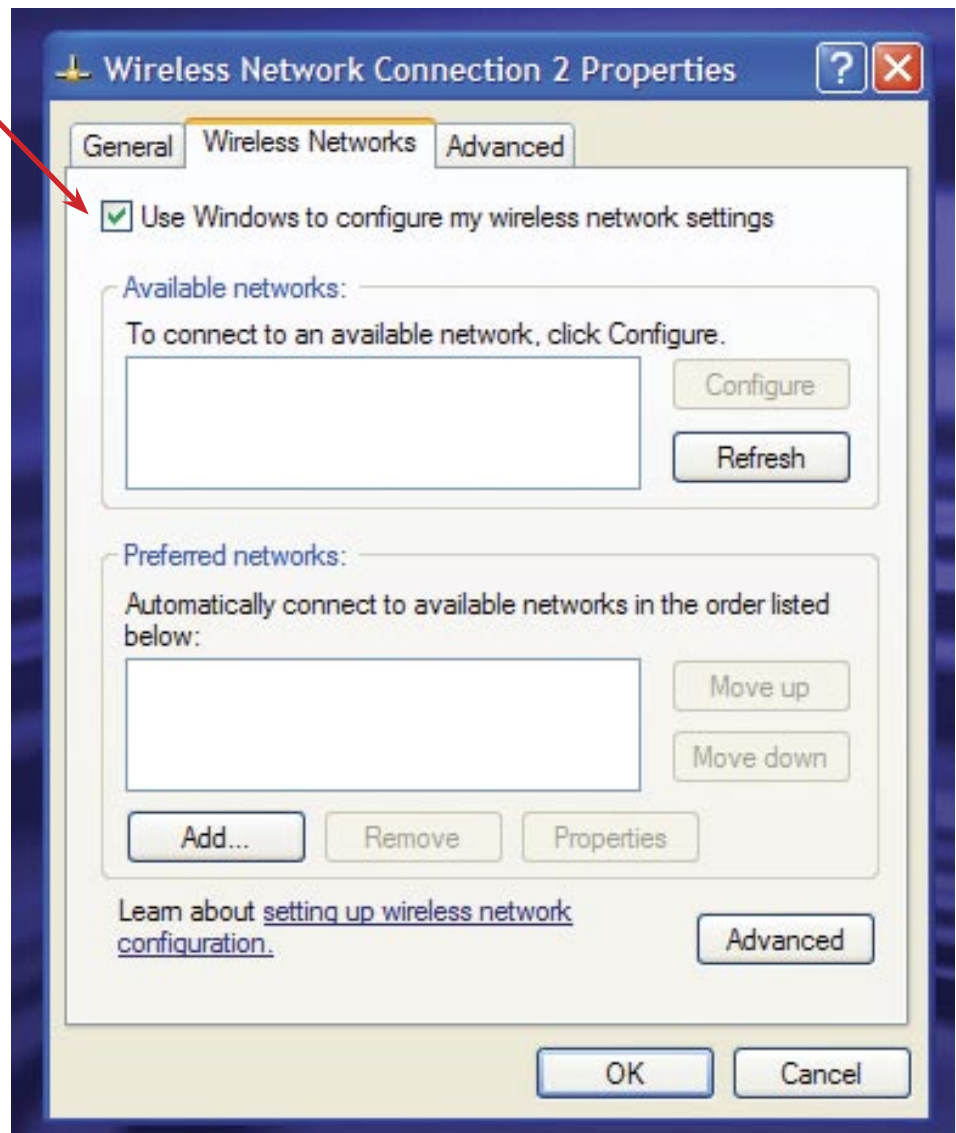 Wireless Network Connection 2 Properties
General Wireless Networks Advanced
Use Windows to configure my wireless network settings
Available networks:
To connect to an available network, click Configure.
Configure
Refresh
Preferred networks:
Automatically connect to available networks in the order listed
below:
Move up
Move down
Add... Remove Properties
Learn about setting up wireless network
configuration.
Advanced
OK Cancel